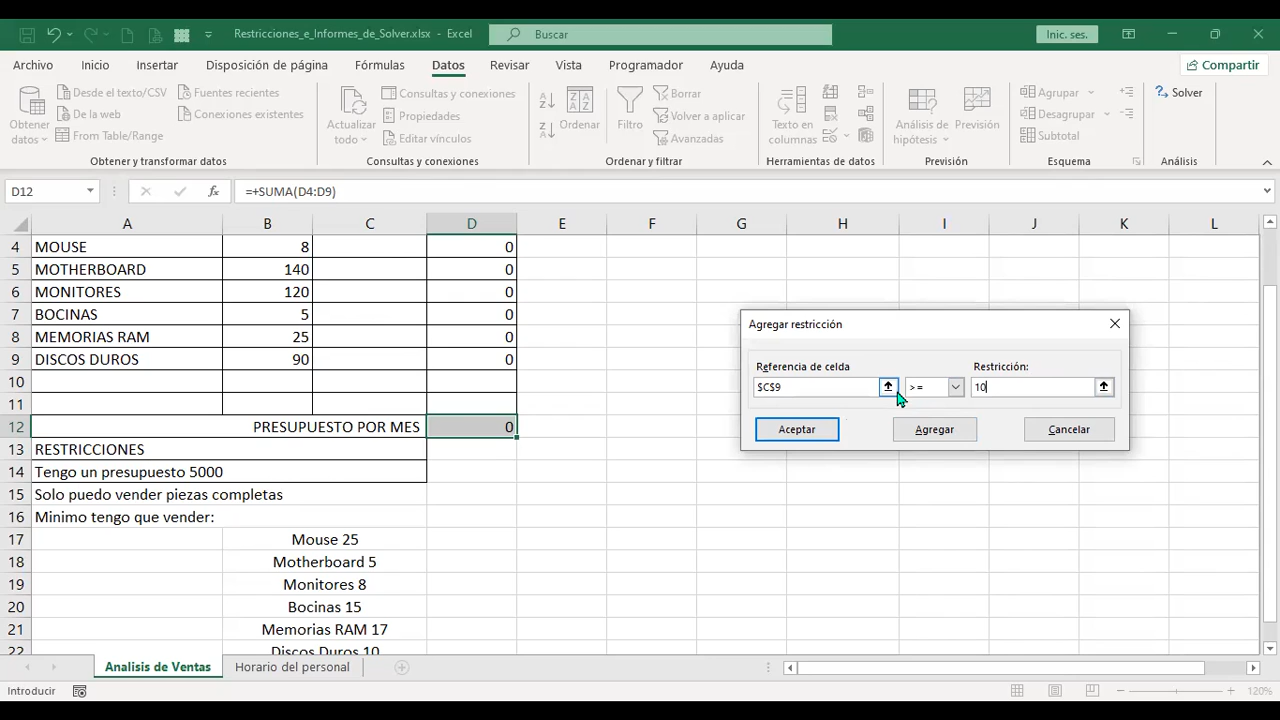 Restricciones_e_Informes_de_Solver.xlsx - Excel
Buscar
Inic. ses.
Archivo Inicio Insertar Disposición de página Fórmulas Datos Revisar Vista Programador Ayuda
Compartir
Obtener datos
Desde el texto/CSV
De la web
From Table/Range
Fuentes recientes
Conexiones existentes
Obtener y transformar datos
Actualizar todo
Consultas y conexiones
Propiedades
Editar vínculos
Consultas y conexiones
Ordenar
Filtro
Borrar
Volver a aplicar
Avanzadas
Ordenar y filtrar
Texto en columnas
Herramientas de datos
Análisis de hipótesis
Previsión
Previsión
Agrupar
Desagrupar
Subtotal
Esquema
Solver
Análisis
D12
fx
=+SUMA(D4:D9)
A B C D E F G H I J K L
4 MOUSE 8 0
5 MOTHERBOARD 140 0
6 MONITORES 120 0
7 BOCINAS 5 0
8 MEMORIAS RAM 25 0
9 DISCOS DUROS 90 0
10
11
12 PRESUPUESTO POR MES 0
13 RESTRICCIONES
14 Tengo un presupuesto 5000
15 Solo puedo vender piezas completas
16 Minimo tengo que vender:
17 Mouse 25
18 Motherboard 5
19 Monitores 8
20 Bocinas 15
21 Memorias RAM 17
22 Discos Duros 10
Agregar restricción
Referencia de celda
Restricción:
$C$9
>=
10
Aceptar
Agregar
Cancelar
Analisis de Ventas
Horario del personal
Introducir
120%